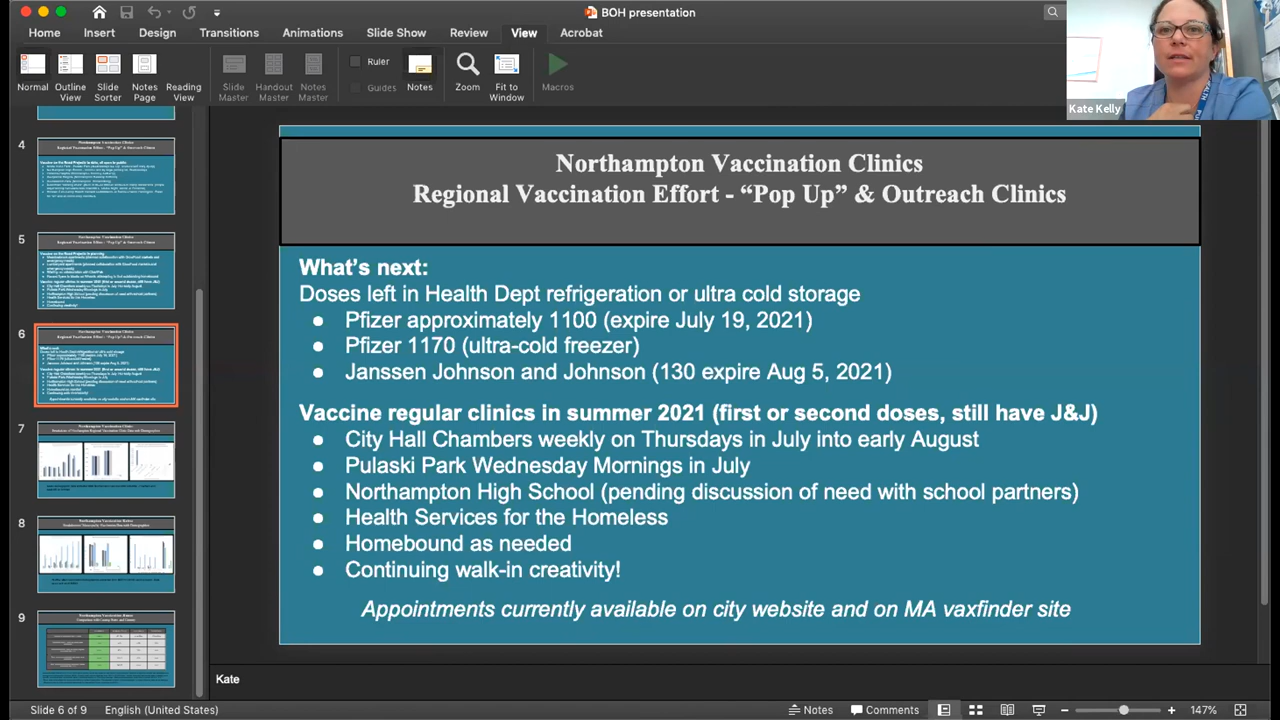 BOH presentation
Home Insert Design Transitions Animations Slide Show Review View Acrobat
Normal Outline View Slide Sorter Notes Page Reading View Slide Master Handout Master Notes Master Ruler Guides Notes Zoom Fit to Window Macros
Kate Kelly
4
5
6
7
8
9
Northampton Vaccination Clinics
Regional Vaccination Effort - “Pop Up” & Outreach Clinics
What’s next:
Doses left in Health Dept refrigeration or ultra cold storage
● Pfizer approximately 1100 (expire July 19, 2021)
● Pfizer 1170 (ultra-cold freezer)
● Janssen Johnson and Johnson (130 expire Aug 5, 2021)
Vaccine regular clinics in summer 2021 (first or second doses, still have J&J)
● City Hall Chambers weekly on Thursdays in July into early August
● Pulaski Park Wednesday Mornings in July
● Northampton High School (pending discussion of need with school partners)
● Health Services for the Homeless
● Homebound as needed
● Continuing walk-in creativity!
Appointments currently available on city website and on MA vaxfinder site
Kate
Slide 6 of 9 English (United States) Notes Comments 147%